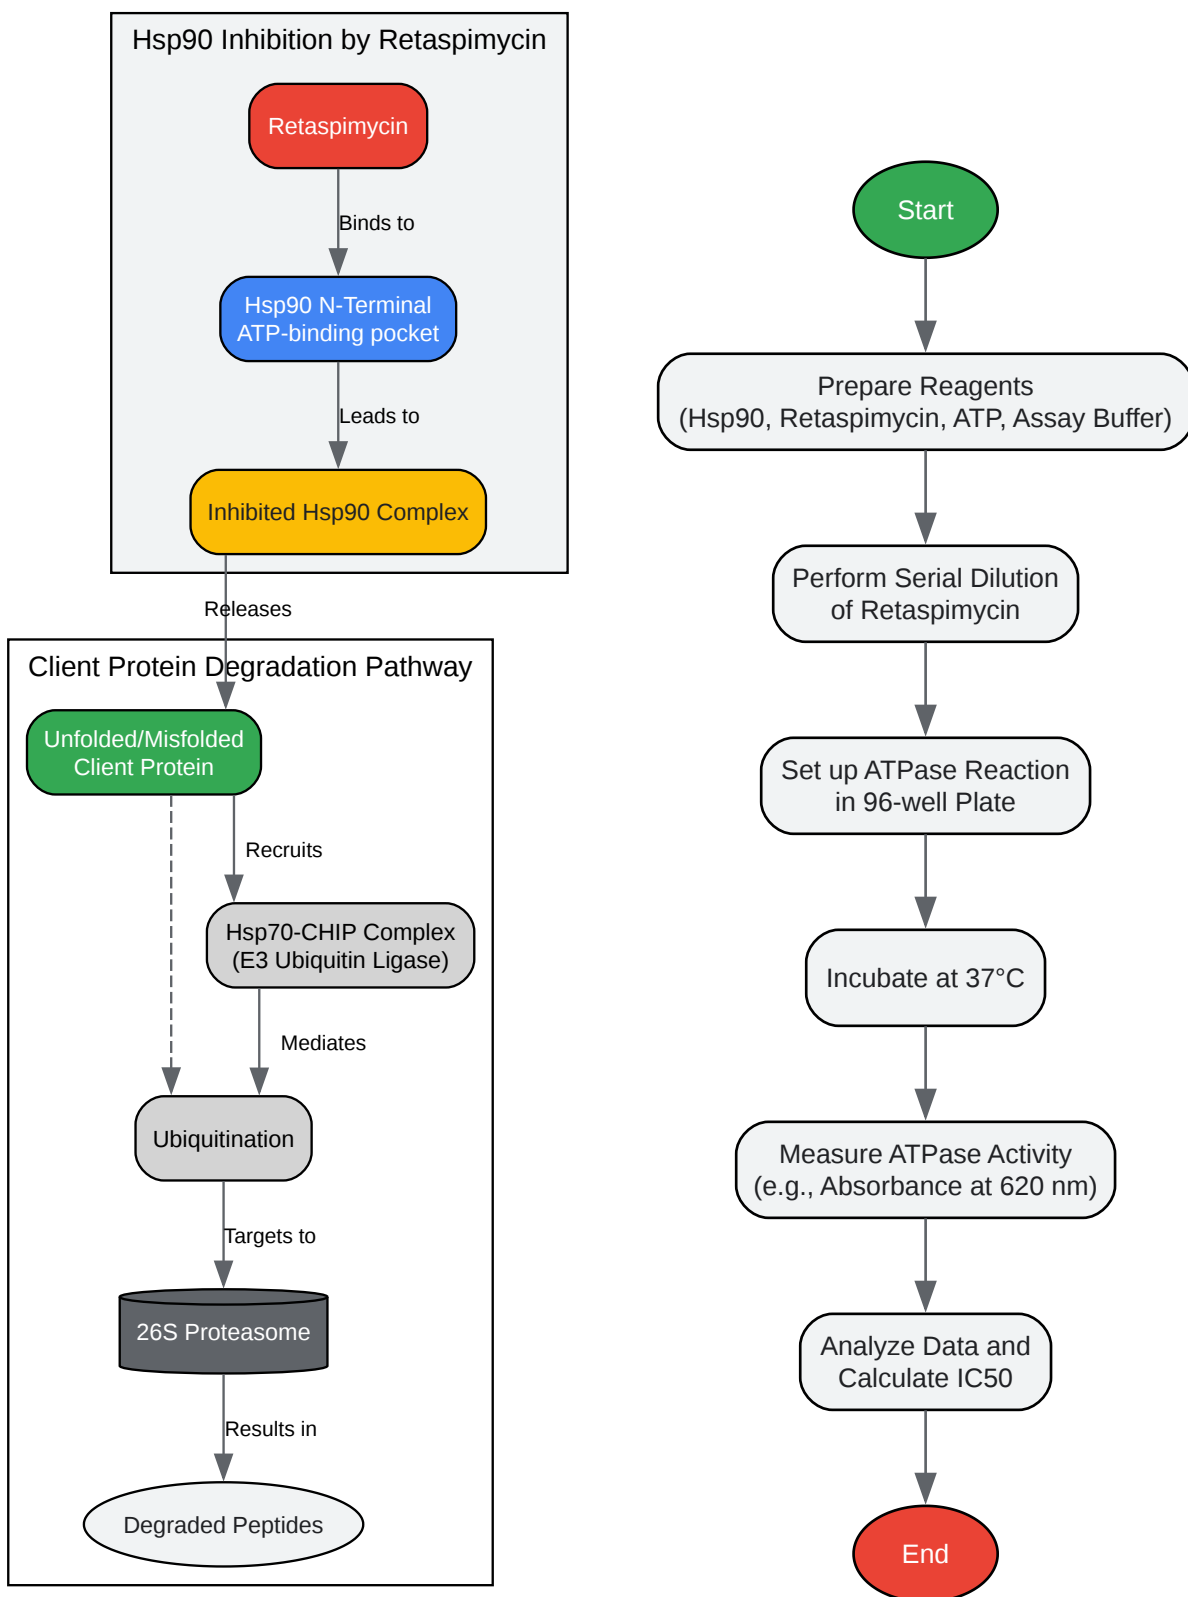 Hsp90 Inhibition by Retaspimycin
Retaspimycin
Binds to
Hsp90 N-Terminal
ATP-binding pocket
Leads to
Inhibited Hsp90 Complex
Releases
Client Protein Degradation Pathway
Unfolded/Misfolded
Client Protein
Recruits
Hsp70-CHIP Complex
(E3 Ubiquitin Ligase)
Mediates
Ubiquitination
Targets to
26S Proteasome
Results in
Degraded Peptides
Start
Prepare Reagents
(Hsp90, Retaspimycin, ATP, Assay Buffer)
Perform Serial Dilution
of Retaspimycin
Set up ATPase Reaction
in 96-well Plate
Incubate at 37°C
Measure ATPase Activity
(e.g., Absorbance at 620 nm)
Analyze Data and
Calculate IC50
End